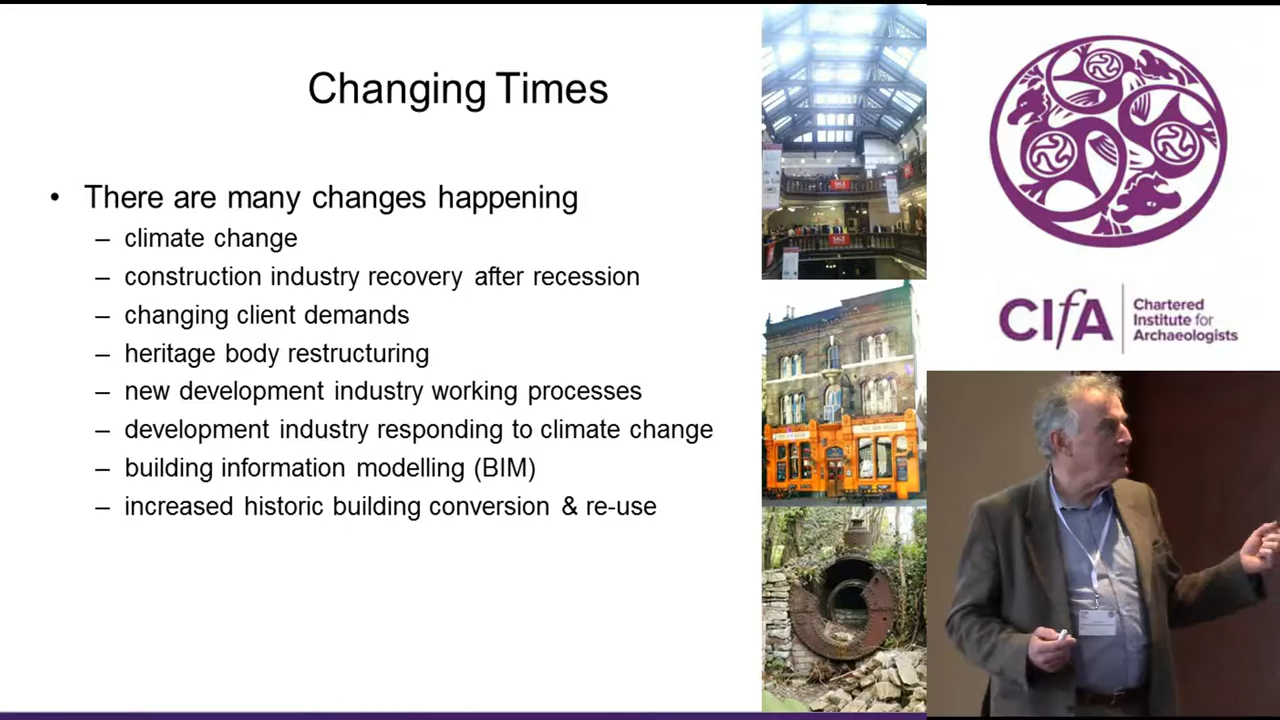 Changing Times
• There are many changes happening
– climate change
– construction industry recovery after recession
– changing client demands
– heritage body restructuring
– new development industry working processes
– development industry responding to climate change
– building information modelling (BIM)
– increased historic building conversion & re-use
SALE
SALE
CIfA
Chartered
Institute for
Archaeologists